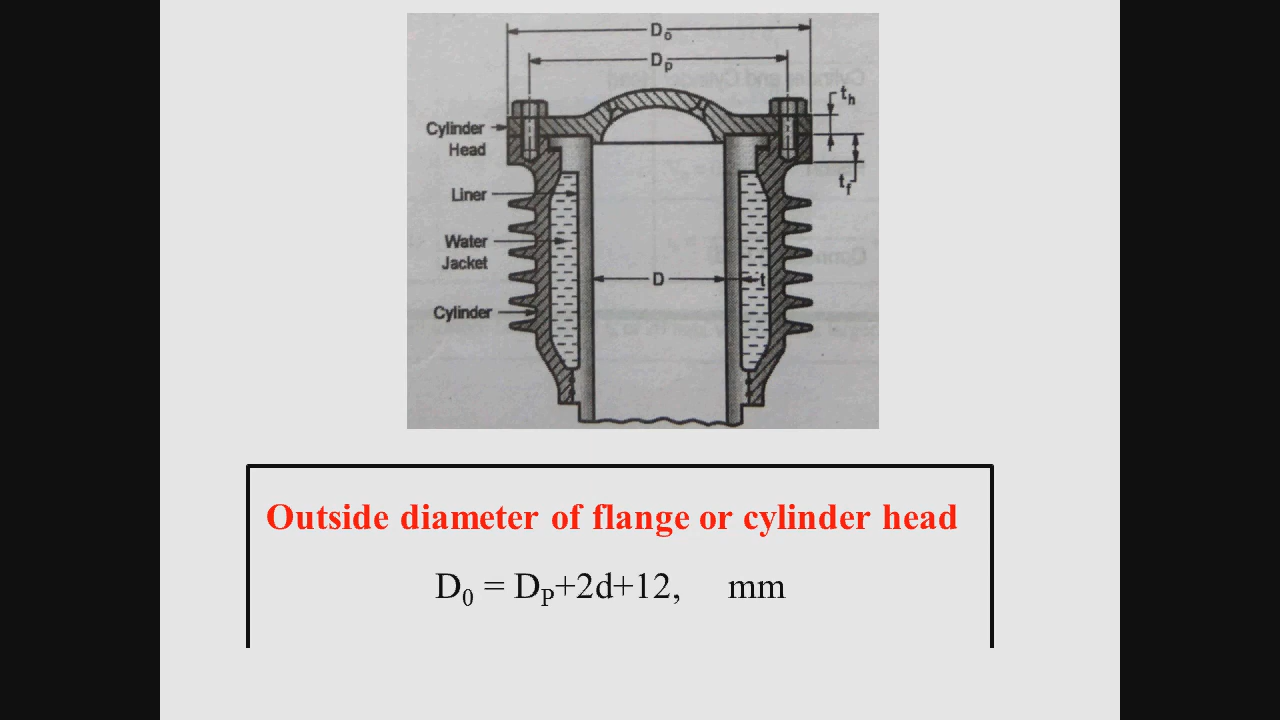 Do
Dp
th
Cylinder
Head
tf
Liner
Water
Jacket
D
t
Cylinder
Outside diameter of flange or cylinder head
D₀ = Dₚ+2d+12, mm